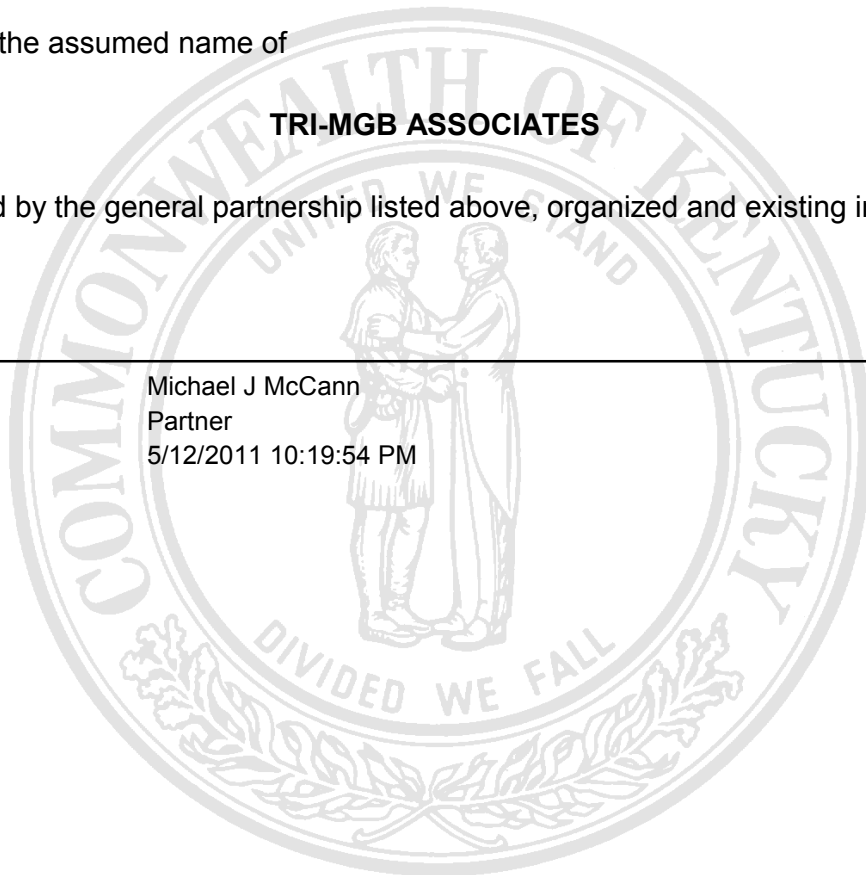 the assumed name of
TRI-MGB ASSOCIATES
by the general partnership listed above, organized and existing
Michael J McCann
Partner
5/12/2011 10:19:54 PM
COMMONWEALTH OF KENTUCKY
UNITED WE STAND
DIVIDED WE FALL